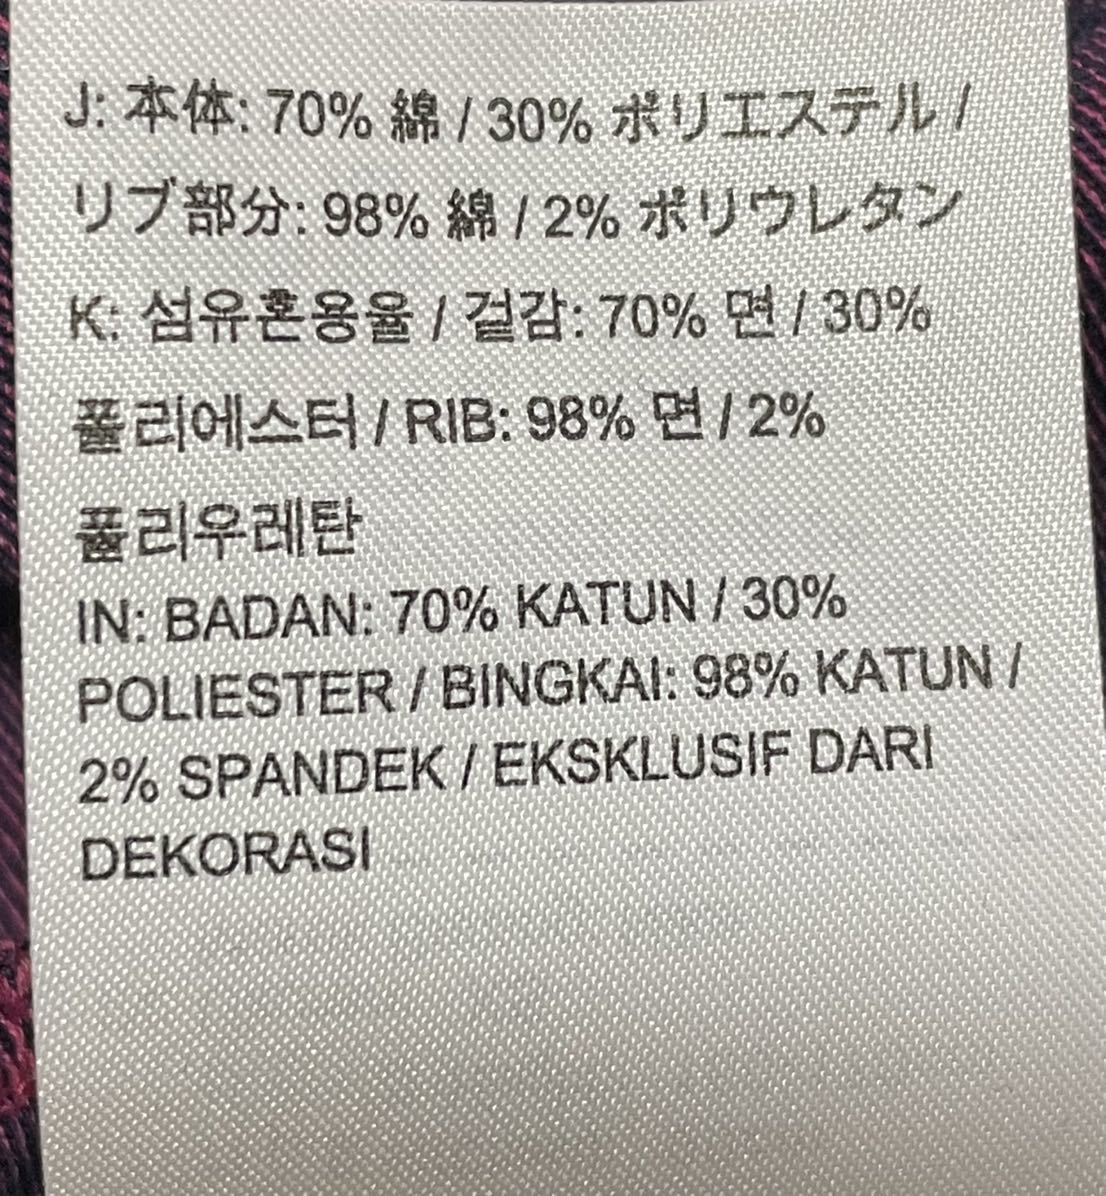 J: 本体: 70% 綿 / 30% ポリエステル /
リブ部分: 98% 綿 / 2% ポリウレタン
K: 섬유혼용율 / 겉감: 70% 면 / 30%
폴리에스터 / RIB: 98% 면 / 2%
폴리우레탄
IN: BADAN: 70% KATUN / 30%
POLIESTER / BINGKAI: 98% KATUN /
2% SPANDEK / EKSKLUSIF DARI
DEKORASI